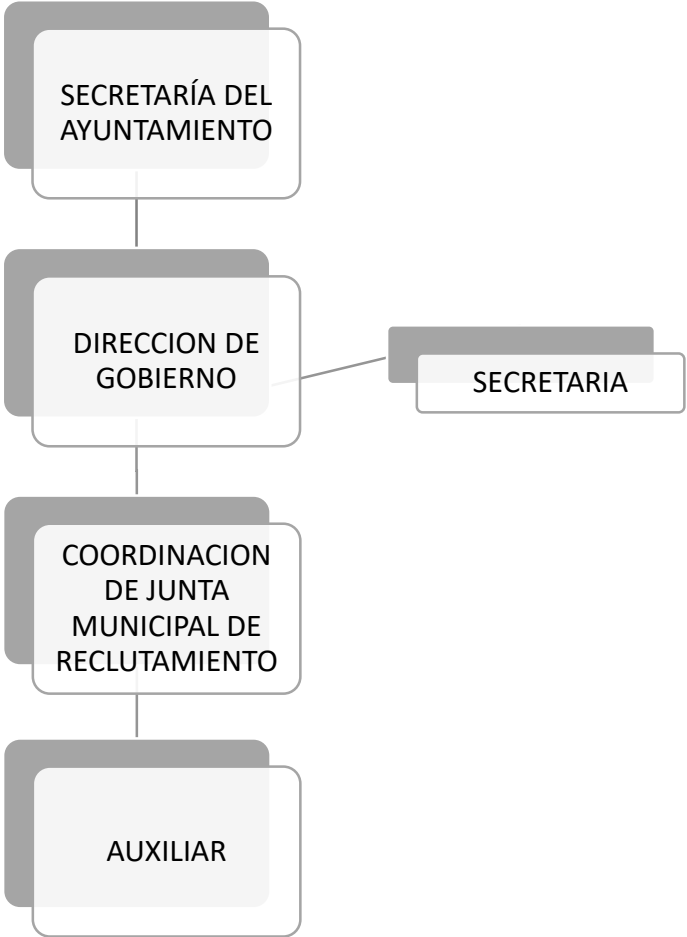 SECRETARÍA DEL
AYUNTAMIENTO
DIRECCION DE
GOBIERNO
SECRETARIA
COORDINACION
DE JUNTA
MUNICIPAL DE
RECLUTAMIENTO
AUXILIAR